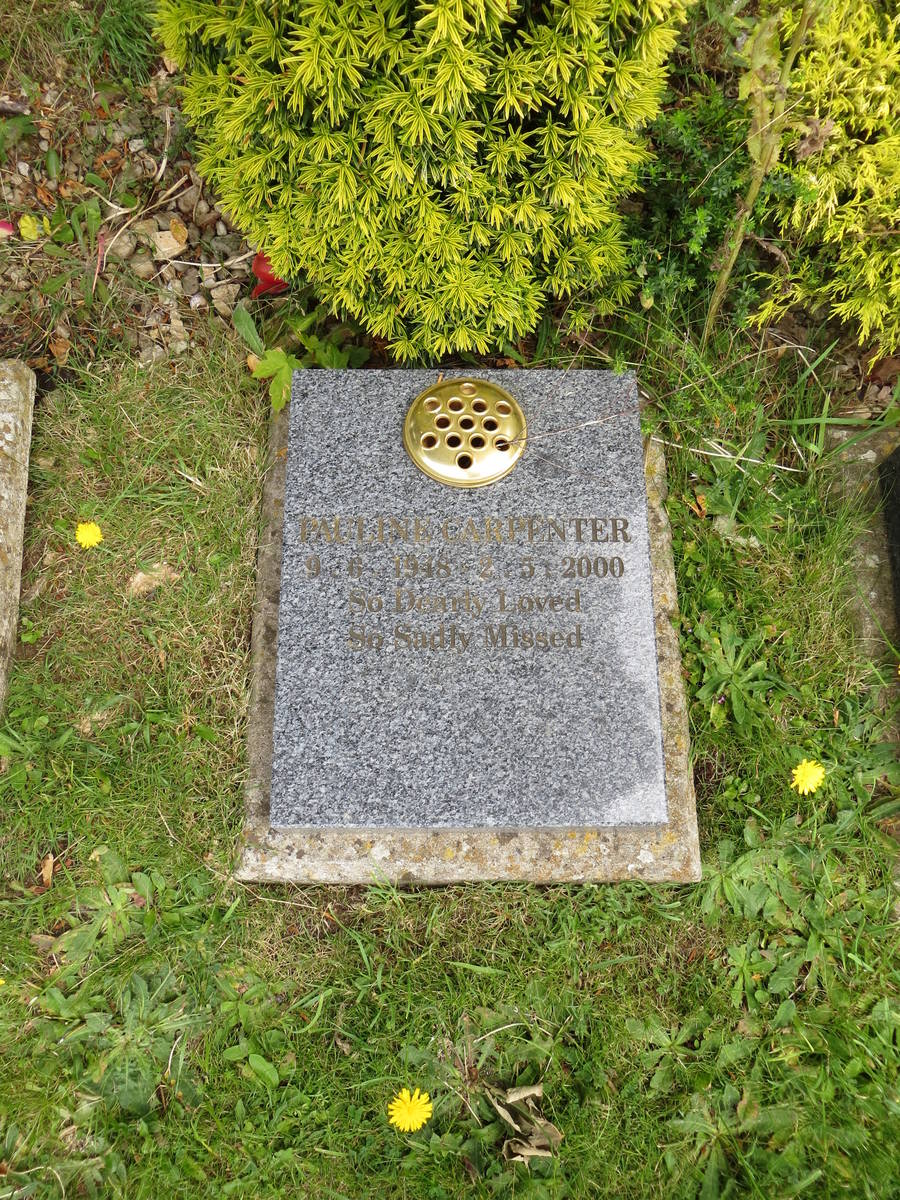 PAULINE CARPENTER
9 . 6 . 1948 - 2 . 5 . 2000
So Dearly Loved
So Sadly Missed